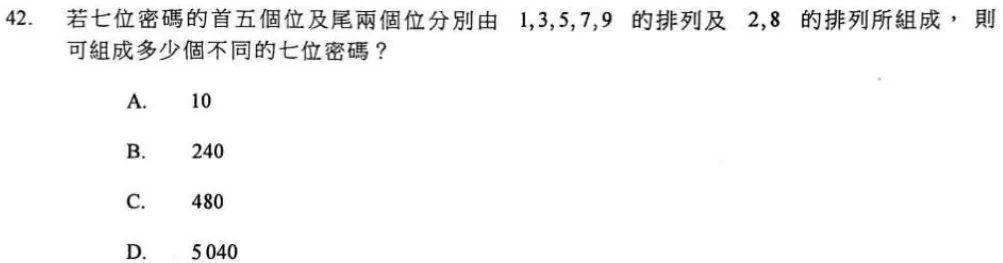 42. 若七位密碼的首五個位及尾兩個位分別由 1,3,5,7,9 的排列及 2,8 的排列所組成，則
可組成多少個不同的七位密碼？
A. 10
B. 240
C. 480
D. 5 040